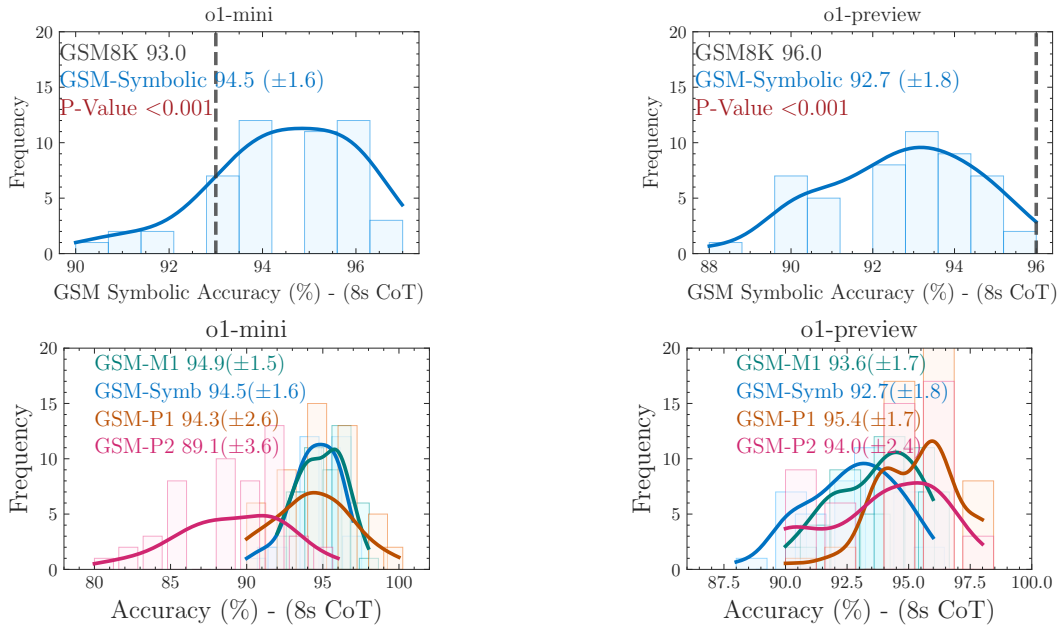 o1-mini
GSM8K 93.0
GSM-Symbolic 94.5 (±1.6)
P-Value <0.001
Frequency
20
15
10
5
0
90
92
94
96
GSM Symbolic Accuracy (%) - (8s CoT)
o1-preview
GSM8K 96.0
GSM-Symbolic 92.7 (±1.8)
P-Value <0.001
Frequency
20
15
10
5
0
88
90
92
94
96
GSM Symbolic Accuracy (%) - (8s CoT)
o1-mini
GSM-M1 94.9(±1.5)
GSM-Symb 94.5(±1.6)
GSM-P1 94.3(±2.6)
GSM-P2 89.1(±3.6)
Frequency
20
15
10
5
0
80
85
90
95
100
Accuracy (%) - (8s CoT)
o1-preview
GSM-M1 93.6(±1.7)
GSM-Symb 92.7(±1.8)
GSM-P1 95.4(±1.7)
GSM-P2 94.0(±2.4)
Frequency
20
15
10
5
0
87.5
90.0
92.5
95.0
97.5
100.0
Accuracy (%) - (8s CoT)